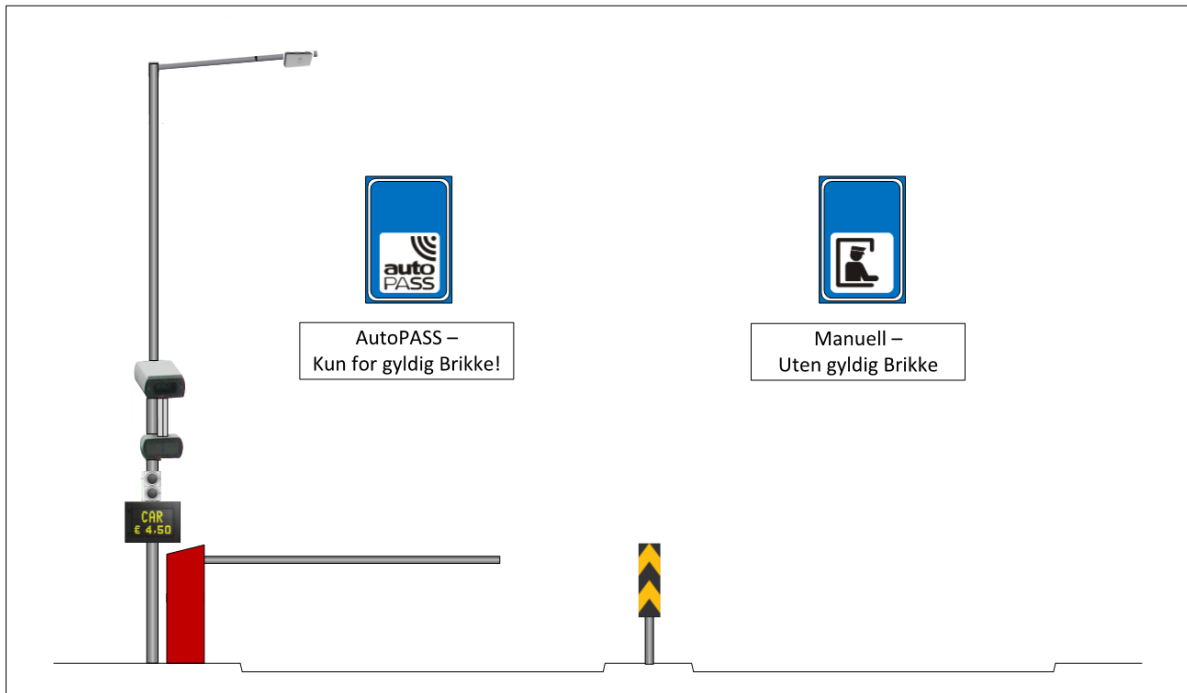 auto
PASS
AutoPASS –
Kun for gyldig Brikke!
Manuell –
Uten gyldig Brikke
CAR
€ 4.50